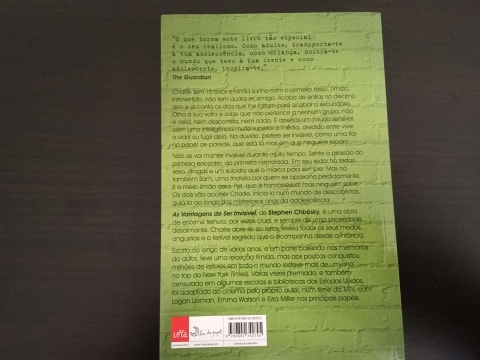 "O que torna este livro tão especial
é o seu realismo. Como adulto, transporta-te
à tua adolescência, como criança, mostra-te
o mundo que tens à tua frente e como
adolescente, inspira-te."
The Guardian
Charlie tem 15 anos e ainda sonha com o primeiro beijo. Tímido,
introvertido, não tem qualquer amigo. Acaba de entrar no décimo
ano e já conta os dias que lhe faltam para acabar o secundário.
Olha à sua volta e sabe que não pertence a nenhum grupo, não
é nerd, nem desportista, nem nada. É apenas um miúdo sensível
com uma inteligência muito superior à média, dividido entre viver
a vida ou fugir dela. Na dúvida, prefere ser invisível, como uma flor
no papel de parede, que está lá mas em que ninguém repara.
Não se vai manter invisível durante muito tempo. Sente a pressão do
primeiro encontro, da primeira namorada. Em seu redor há festas,
sexo, drogas e um suicídio que o marca para sempre. Mas há
também Sam, uma finalista por quem se apaixona perdidamente.
E o meio-irmão dela, Pat, que é homossexual mas ninguém sabe.
Os dois vão acolher Charlie, iniciá-lo num mundo de descobertas,
guiá-lo ao longo dos misteriosos anos da adolescência.
As Vantagens de Ser Invisível, de Stephen Chbosky, é uma obra
de enorme ternura, por vezes cruel, e sempre de uma sinceridade
desarmante. Charlie abre-se ao leitor, revela todos os seus medos,
angústias e o terrível segredo que o acompanha desde a infância.
Escrito ao longo de vários anos, e em parte baseado nas memórias
do autor, teve uma receção tímida, mas aos poucos conquistou
milhões de leitores em todo o mundo (esteve mais de um ano
no top do New York Times). Várias vezes premiado, e também
censurado em algumas escolas e bibliotecas dos Estados Unidos,
foi adaptado ao cinema pelo próprio autor, num filme da MTV, com
Logan Lerman, Emma Watson e Ezra Miller nos principais papéis.
leya